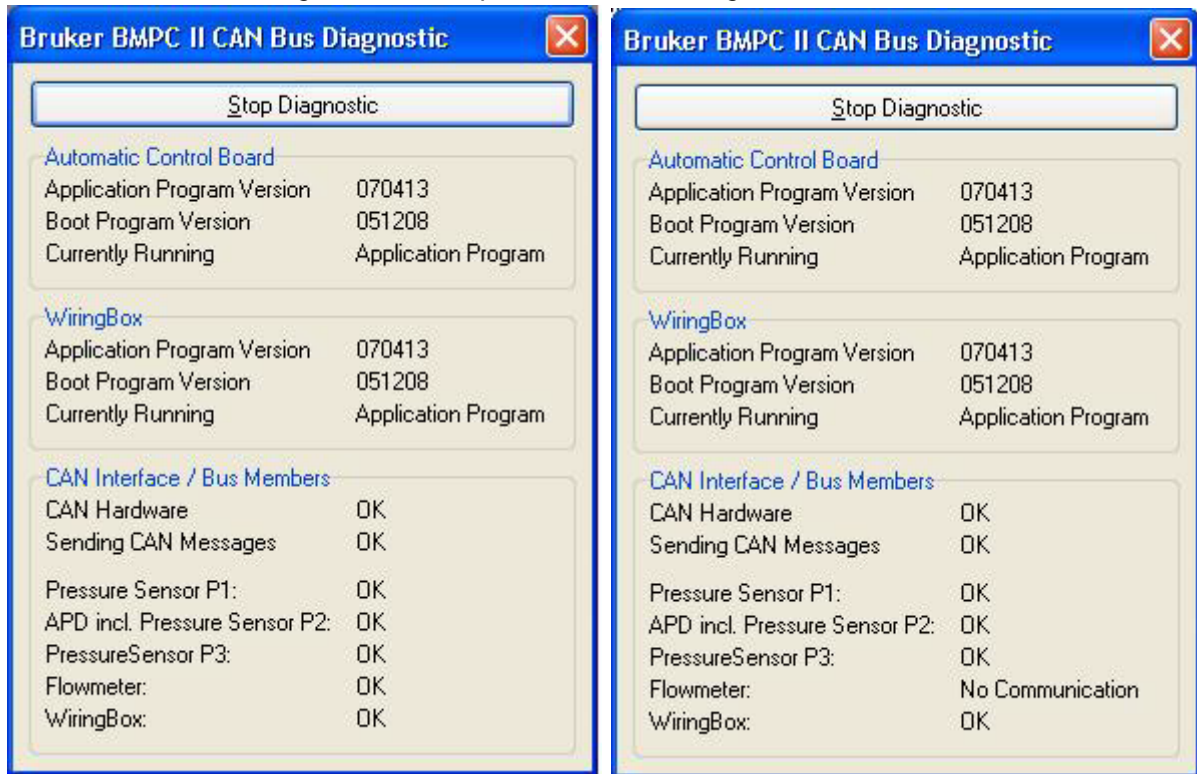 Bruker BMPC II CAN Bus Diagnostic
Stop Diagnostic
Automatic Control Board
Application Program Version 070413
Boot Program Version 051208
Currently Running Application Program
WiringBox
Application Program Version 070413
Boot Program Version 051208
Currently Running Application Program
CAN Interface / Bus Members
CAN Hardware OK
Sending CAN Messages OK
Pressure Sensor P1: OK
APD incl. Pressure Sensor P2: OK
PressureSensor P3: OK
Flowmeter: OK
WiringBox: OK
Bruker BMPC II CAN Bus Diagnostic
Stop Diagnostic
Automatic Control Board
Application Program Version 070413
Boot Program Version 051208
Currently Running Application Program
WiringBox
Application Program Version 070413
Boot Program Version 051208
Currently Running Application Program
CAN Interface / Bus Members
CAN Hardware OK
Sending CAN Messages OK
Pressure Sensor P1: OK
APD incl. Pressure Sensor P2: OK
PressureSensor P3: OK
Flowmeter: No Communication
WiringBox: OK